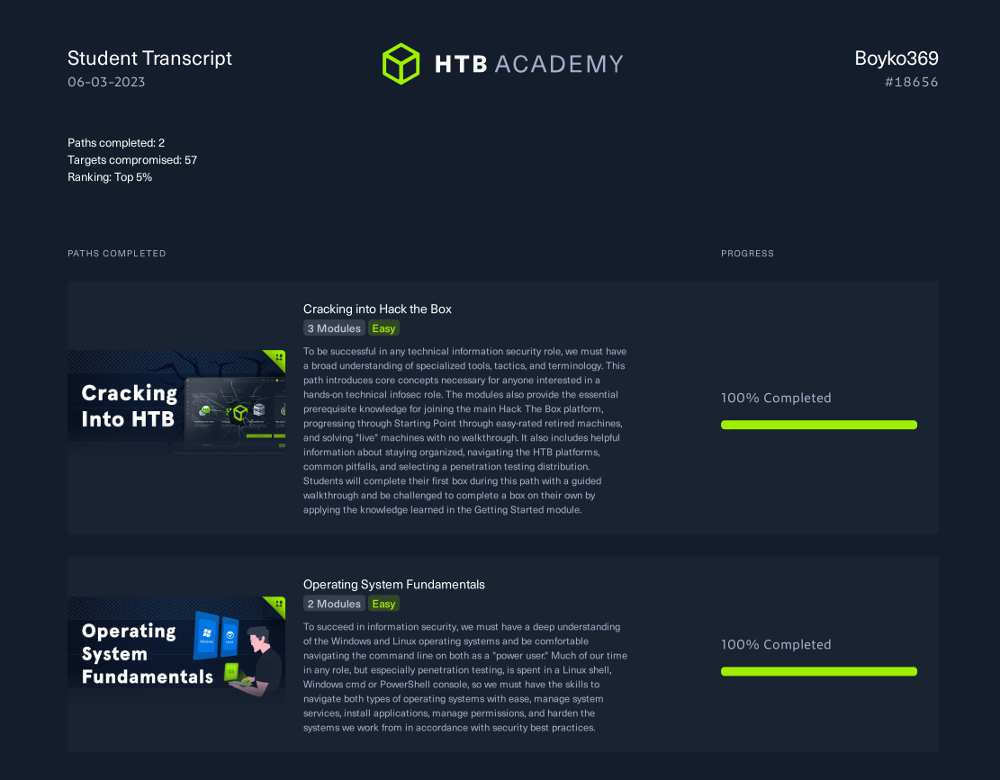 Student Transcript
HTB ACADEMY
Boyko369
06-03-2023
#18656
Paths completed: 2
Targets compromised: 57
Ranking: Top 5%
PATHS COMPLETED
PROGRESS
Cracking
Into HTB
Cracking into Hack the Box
3 Modules Easy
To be successful in any technical information security role, we must have
a broad understanding of specialized tools, tactics, and terminology. This
path introduces core concepts necessary for anyone interested in a
hands-on technical infosec role. The modules also provide the essential
prerequisite knowledge for joining the main Hack The Box platform,
progressing through Starting Point through easy-rated retired machines,
and solving "live" machines with no walkthrough. It also includes helpful
information about staying organized, navigating the HTB platforms,
common pitfalls, and selecting a penetration testing distribution.
Students will complete their first box during this path with a guided
walkthrough and be challenged to complete a box on their own by
applying the knowledge learned in the Getting Started module.
100% Completed
Operating
System
Fundamentals
Windows
Linux
OS
Operating System Fundamentals
2 Modules Easy
To succeed in information security, we must have a deep understanding
of the Windows and Linux operating systems and be comfortable
navigating the command line on both as a "power user." Much of our time
in any role, but especially penetration testing, is spent in a Linux shell,
Windows cmd or PowerShell console, so we must have the skills to
navigate both types of operating systems with ease, manage system
services, install applications, manage permissions, and harden the
systems we work from in accordance with security best practices.
100% Completed